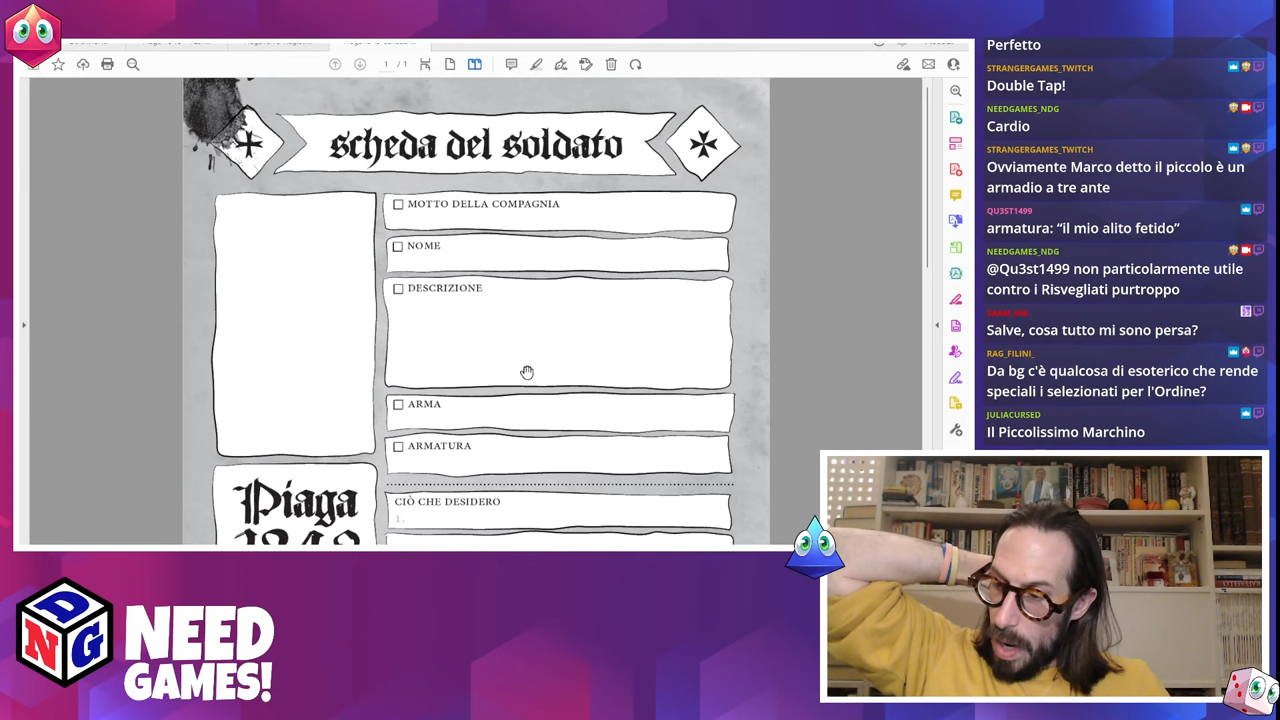 1 / 1
scheda del soldato
MOTTO DELLA COMPAGNIA
NOME
DESCRIZIONE
ARMA
ARMATURA
CIÒ CHE DESIDERO
1.
Piaga
1348
Perfetto
STRANGERGAMES_TWITCH
Double Tap!
NEEDGAMES_NDG
Cardio
STRANGERGAMES_TWITCH
Ovviamente Marco detto il piccolo è un
armadio a tre ante
QU3ST1499
armatura: “il mio alito fetido”
NEEDGAMES_NDG
@Qu3st1499 non particolarmente utile
contro i Risvegliati purtroppo
Salve, cosa tutto mi sono persa?
RAG_FILINI_
Da bg c'è qualcosa di esoterico che rende
speciali i selezionati per l'Ordine?
JULIACURSED
Il Piccolissimo Marchino
D
N G
NEED
GAMES!